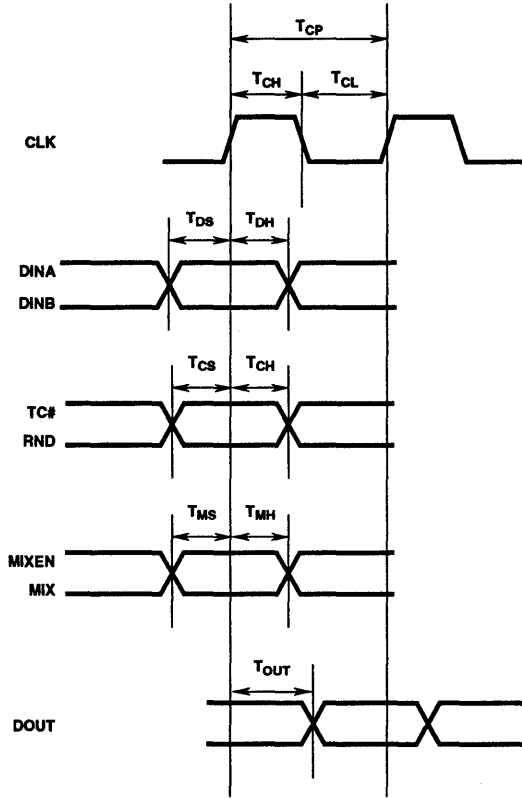 TCP
TCH TCL
CLK
TDS TDH
DINA
DINB
TCS TCH
TC#
RND
TMS TMH
MIXEN
MIX
TOUT
DOUT